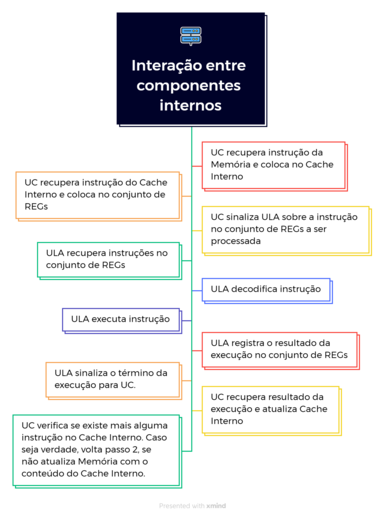 Interação entre
componentes
internos
UC recupera instrução da
Memória e coloca no Cache
Interno
UC recupera instrução do Cache
Interno e coloca no conjunto de
REGs
UC sinaliza ULA sobre a instrução
no conjunto de REGs a ser
processada
ULA recupera instruções no
conjunto de REGs
ULA decodifica instrução
ULA executa instrução
ULA registra o resultado da
execução no conjunto de REGs
ULA sinaliza o término da
execução para UC.
UC recupera resultado da
execução e atualiza Cache
Interno
UC verifica se existe mais alguma
instrução no Cache Interno. Caso
seja verdade, volta passo 2, se
não atualiza Memória com o
conteúdo do Cache Interno.
Presented with xmind